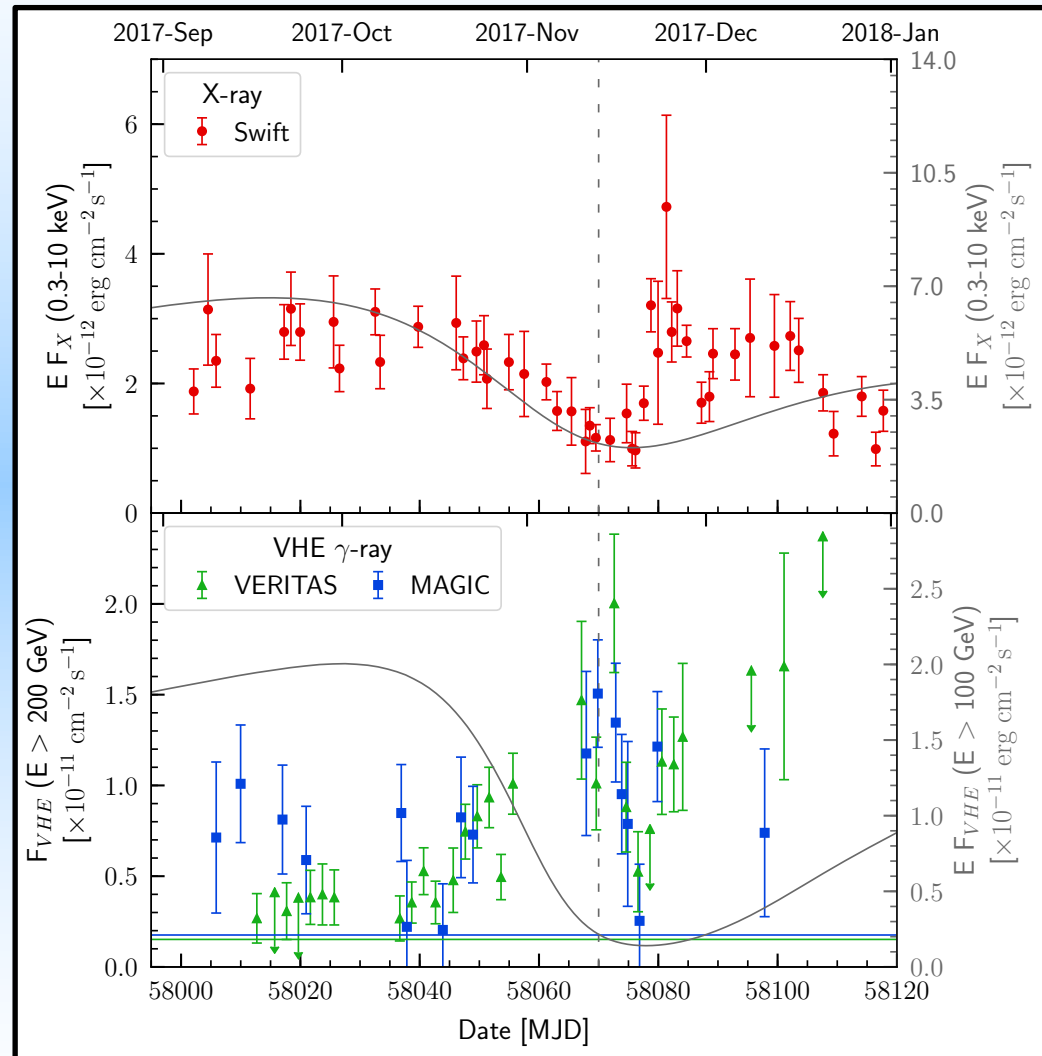 2017-Sep 2017-Oct 2017-Nov 2017-Dec 2018-Jan
X-ray
Swift
E F_X (0.3-10 keV)
[×10⁻¹² erg cm⁻² s⁻¹]
6
4
2
0
14.0
10.5
7.0
3.5
0.0
E F_X (0.3-10 keV)
[×10⁻¹² erg cm⁻² s⁻¹]
VHE γ-ray
VERITAS MAGIC
F_VHE (E > 200 GeV)
[×10⁻¹¹ cm⁻² s⁻¹]
2.0
1.5
1.0
0.5
0.0
2.5
2.0
1.5
1.0
0.5
0.0
E F_VHE (E > 100 GeV)
[×10⁻¹¹ erg cm⁻² s⁻¹]
58000 58020 58040 58060 58080 58100 58120
Date [MJD]